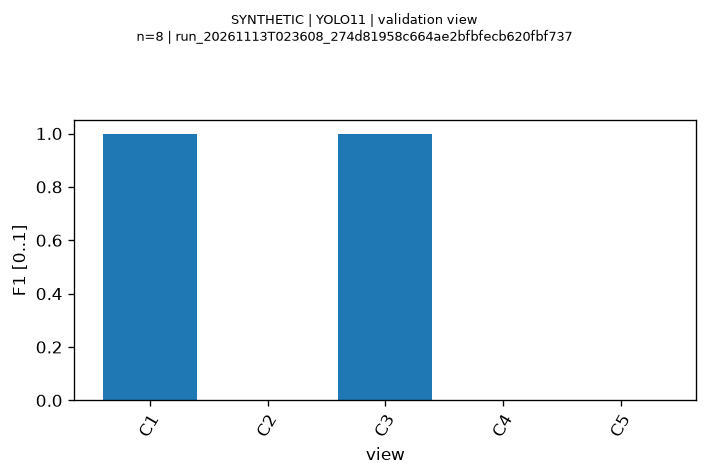 SYNTHETIC | YOLO11 | validation view
n=8 | run_20261113T023608_274d81958c664ae2bfbfecb620fbf737
1.0
0.8
0.6
0.4
0.2
0.0
F1 [0..1]
C1
C2
C3
C4
C5
view